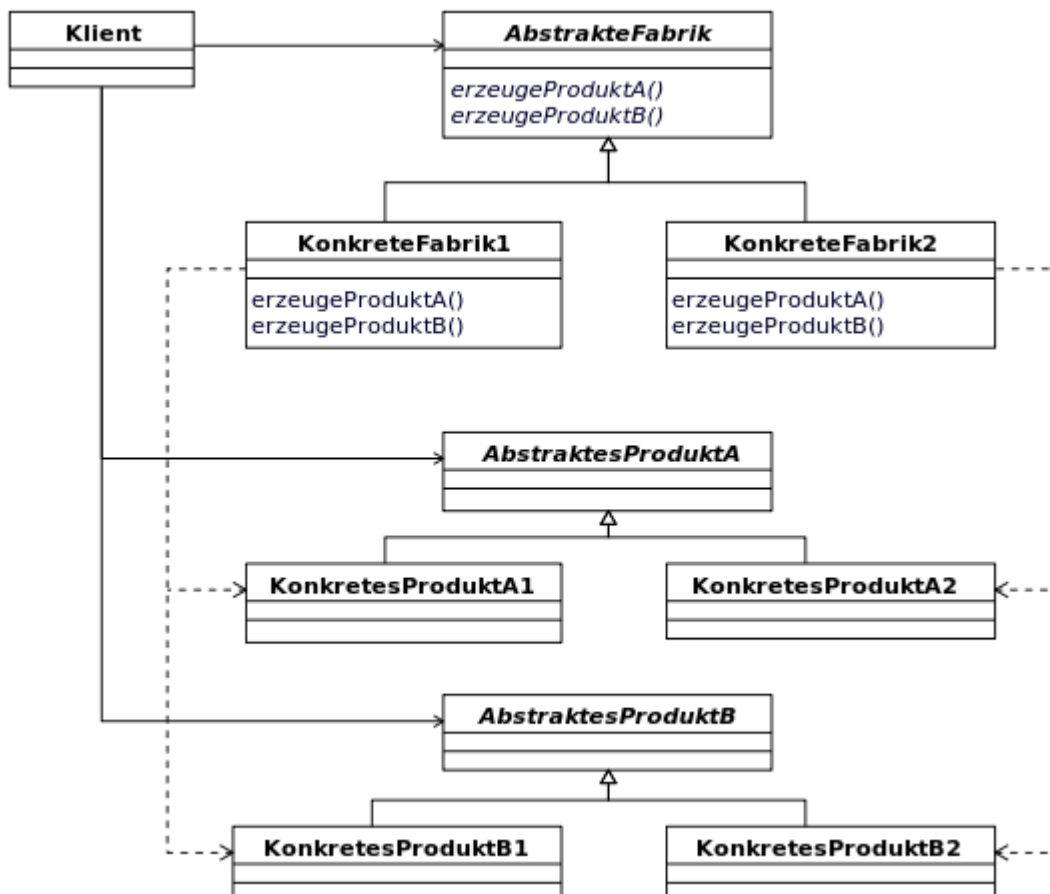 Klient
AbstrakteFabrik
erzeugeProduktA()
erzeugeProduktB()
KonkreteFabrik1
erzeugeProduktA()
erzeugeProduktB()
KonkreteFabrik2
erzeugeProduktA()
erzeugeProduktB()
AbstraktesProduktA
KonkretesProduktA1
KonkretesProduktA2
AbstraktesProduktB
KonkretesProduktB1
KonkretesProduktB2